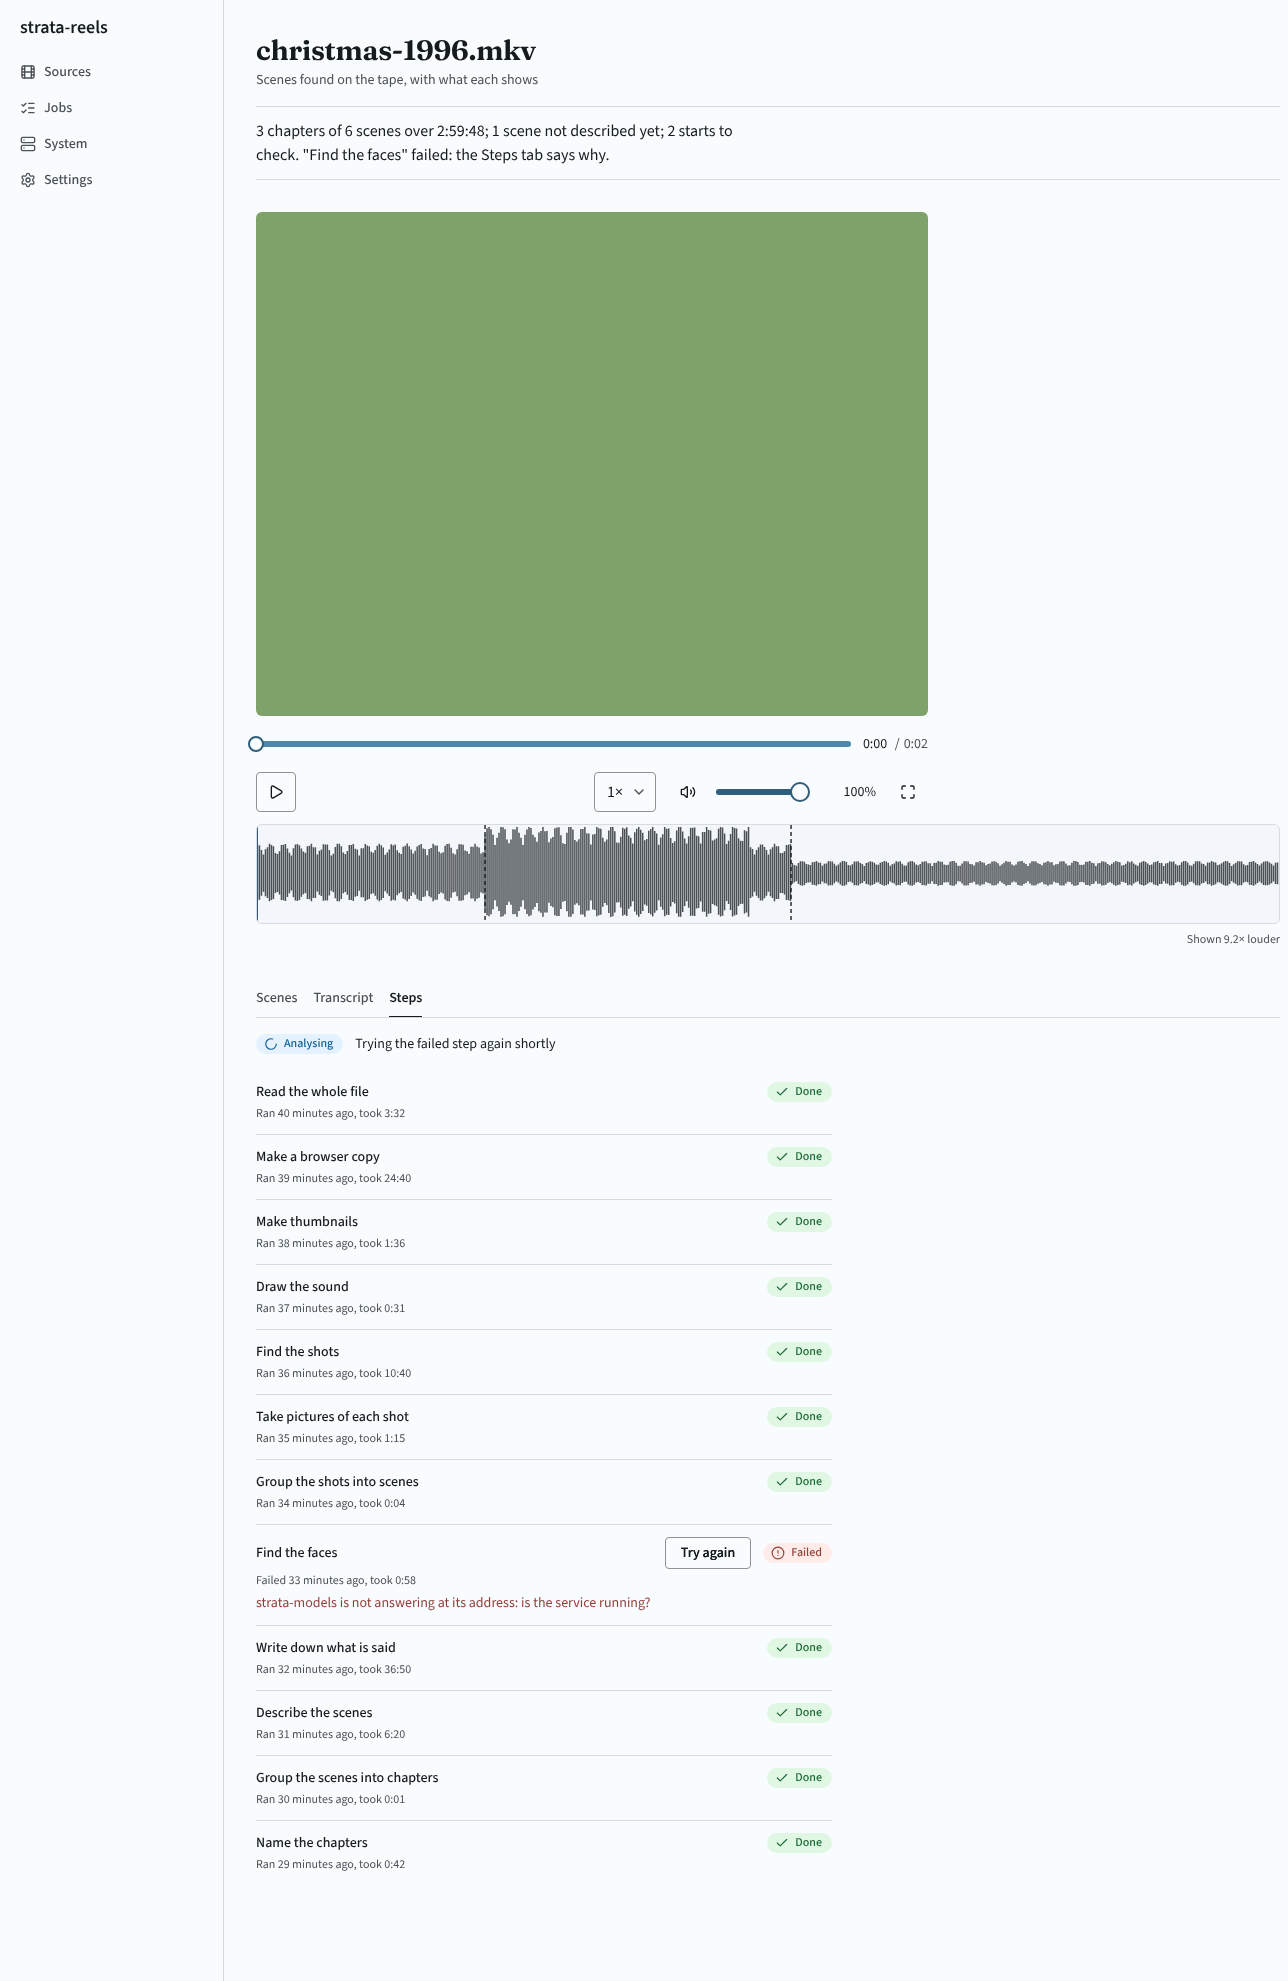 strata-reels
Sources
Jobs
System
Settings
christmas-1996.mkv
Scenes found on the tape, with what each shows
3 chapters of 6 scenes over 2:59:48; 1 scene not described yet; 2 starts to
check. "Find the faces" failed: the Steps tab says why.
0:00 / 0:02
1× 100%
Shown 9.2× louder
Scenes Transcript Steps
Analysing Trying the failed step again shortly
Read the whole file Done
Ran 40 minutes ago, took 3:32
Make a browser copy Done
Ran 39 minutes ago, took 24:40
Make thumbnails Done
Ran 38 minutes ago, took 1:36
Draw the sound Done
Ran 37 minutes ago, took 0:31
Find the shots Done
Ran 36 minutes ago, took 10:40
Take pictures of each shot Done
Ran 35 minutes ago, took 1:15
Group the shots into scenes Done
Ran 34 minutes ago, took 0:04
Find the faces Try again Failed
Failed 33 minutes ago, took 0:58
strata-models is not answering at its address: is the service running?
Write down what is said Done
Ran 32 minutes ago, took 36:50
Describe the scenes Done
Ran 31 minutes ago, took 6:20
Group the scenes into chapters Done
Ran 30 minutes ago, took 0:01
Name the chapters Done
Ran 29 minutes ago, took 0:42